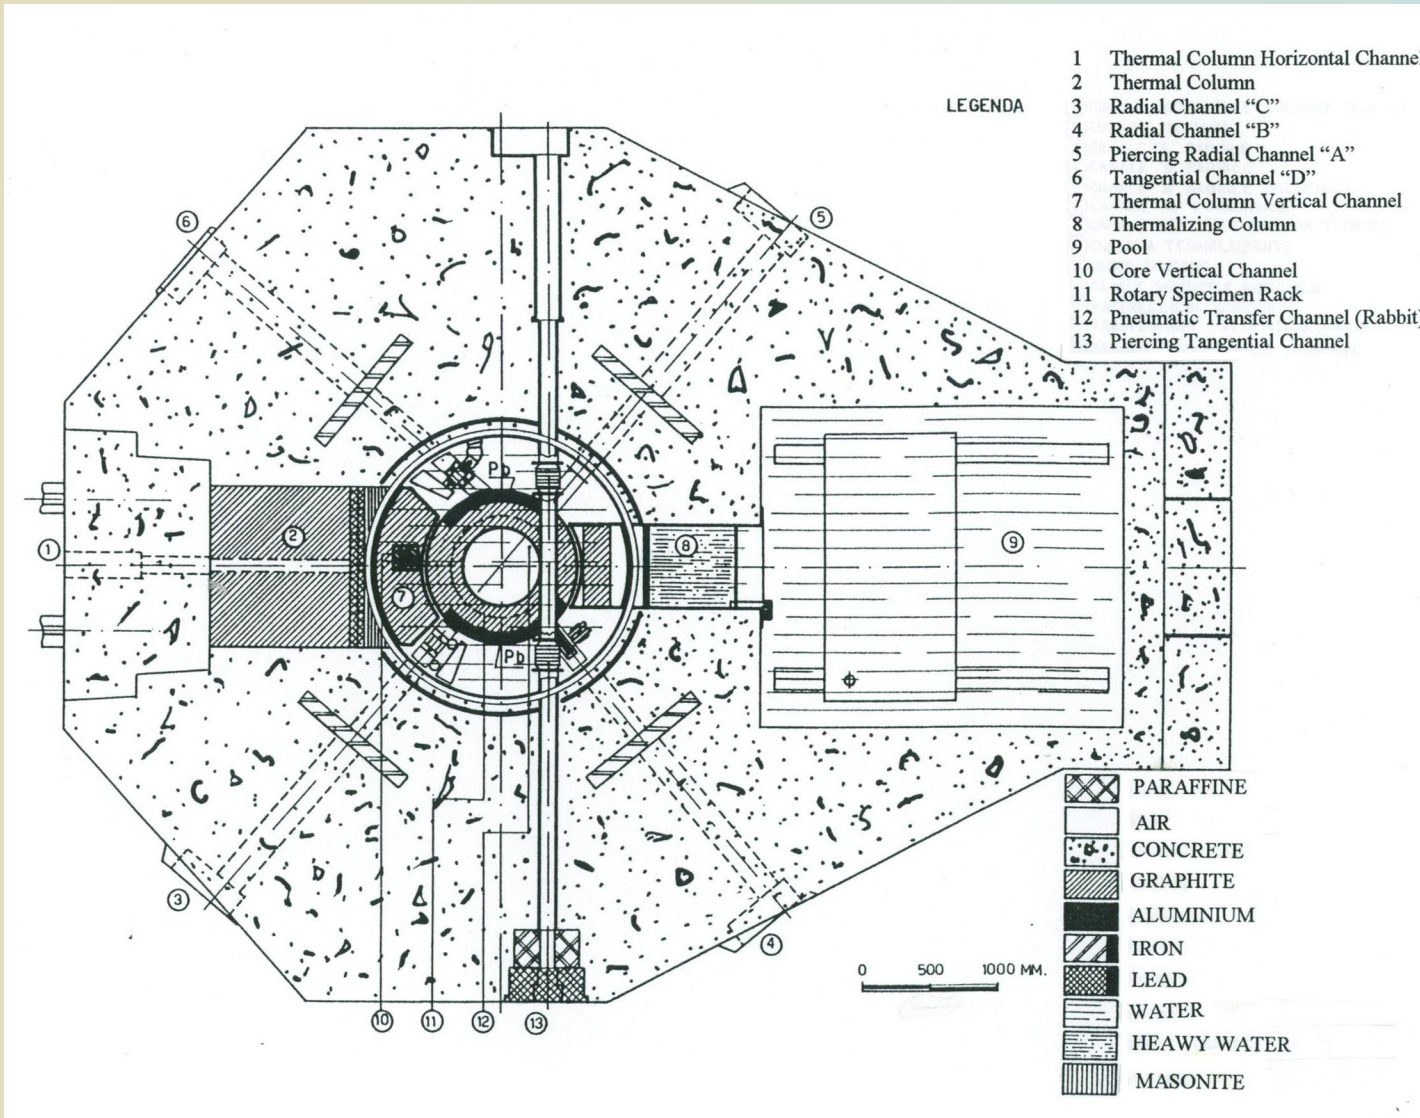 LEGENDA
1 Thermal Column Horizontal Channel
2 Thermal Column
3 Radial Channel “C”
4 Radial Channel “B”
5 Piercing Radial Channel “A”
6 Tangential Channel “D”
7 Thermal Column Vertical Channel
8 Thermalizing Column
9 Pool
10 Core Vertical Channel
11 Rotary Specimen Rack
12 Pneumatic Transfer Channel (Rabbit)
13 Piercing Tangential Channel
6
5
Pb
2
1
8
9
7
Pb
3
4
10
11
12
13
0 500 1000 MM.
PARAFFINE
AIR
CONCRETE
GRAPHITE
ALUMINIUM
IRON
LEAD
WATER
HEAWY WATER
MASONITE